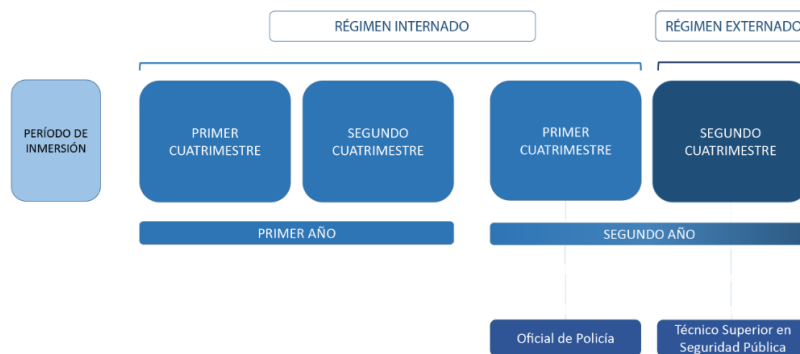 RÉGIMEN INTERNADO
RÉGIMEN EXTERNADO
PERÍODO DE
INMERSIÓN
PRIMER
CUATRIMESTRE
SEGUNDO
CUATRIMESTRE
PRIMER
CUATRIMESTRE
SEGUNDO
CUATRIMESTRE
PRIMER AÑO
SEGUNDO AÑO
Oficial de Policía
Técnico Superior en
Seguridad Pública